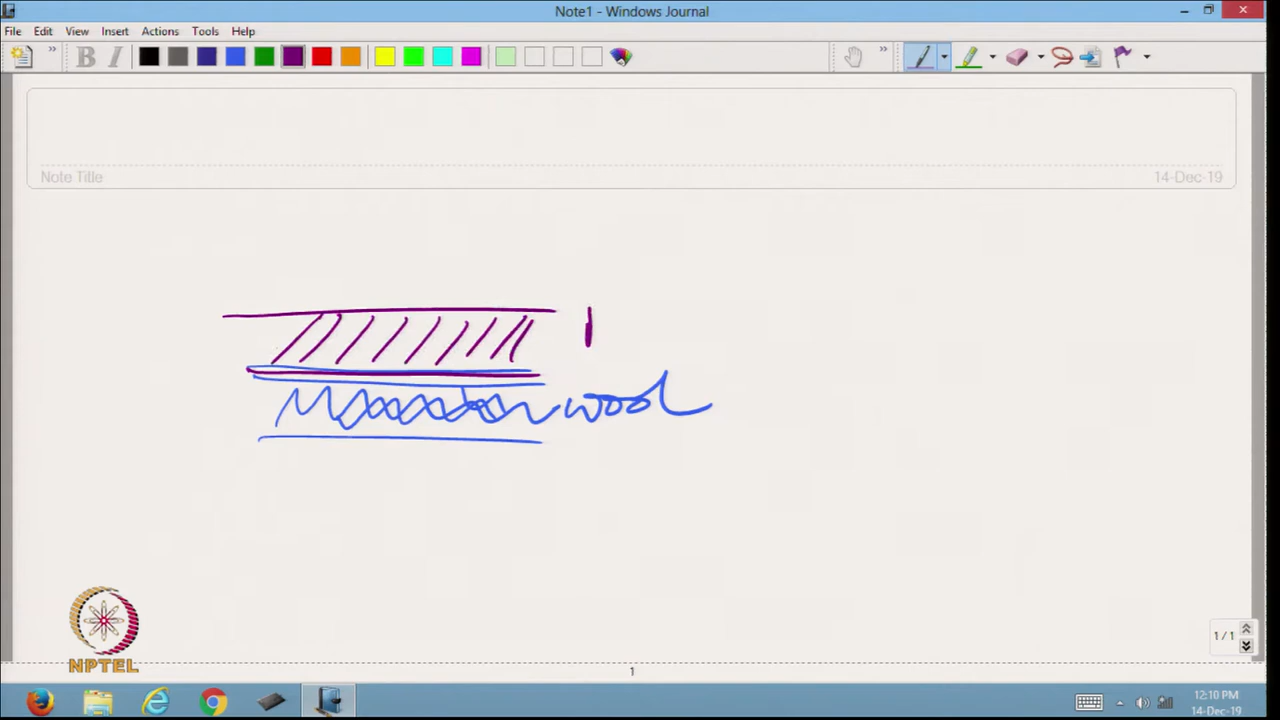 Note1 - Windows Journal
File Edit View Insert Actions Tools Help
B I
Note Title
14-Dec-19
wool
1 / 1
NPTEL
1
12:10 PM
14-Dec-19